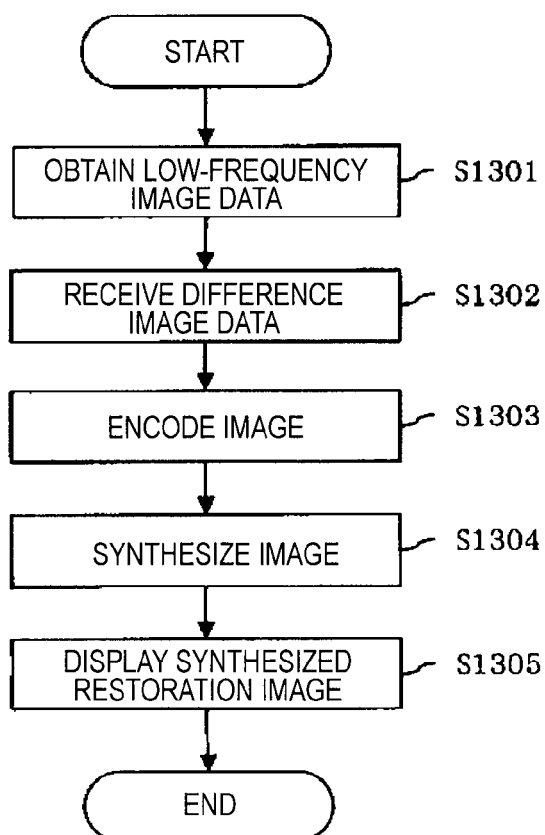 START
OBTAIN LOW-FREQUENCY
IMAGE DATA
S1301
RECEIVE DIFFERENCE
IMAGE DATA
S1302
ENCODE IMAGE
S1303
SYNTHESIZE IMAGE
S1304
DISPLAY SYNTHESIZED
RESTORATION IMAGE
S1305
END